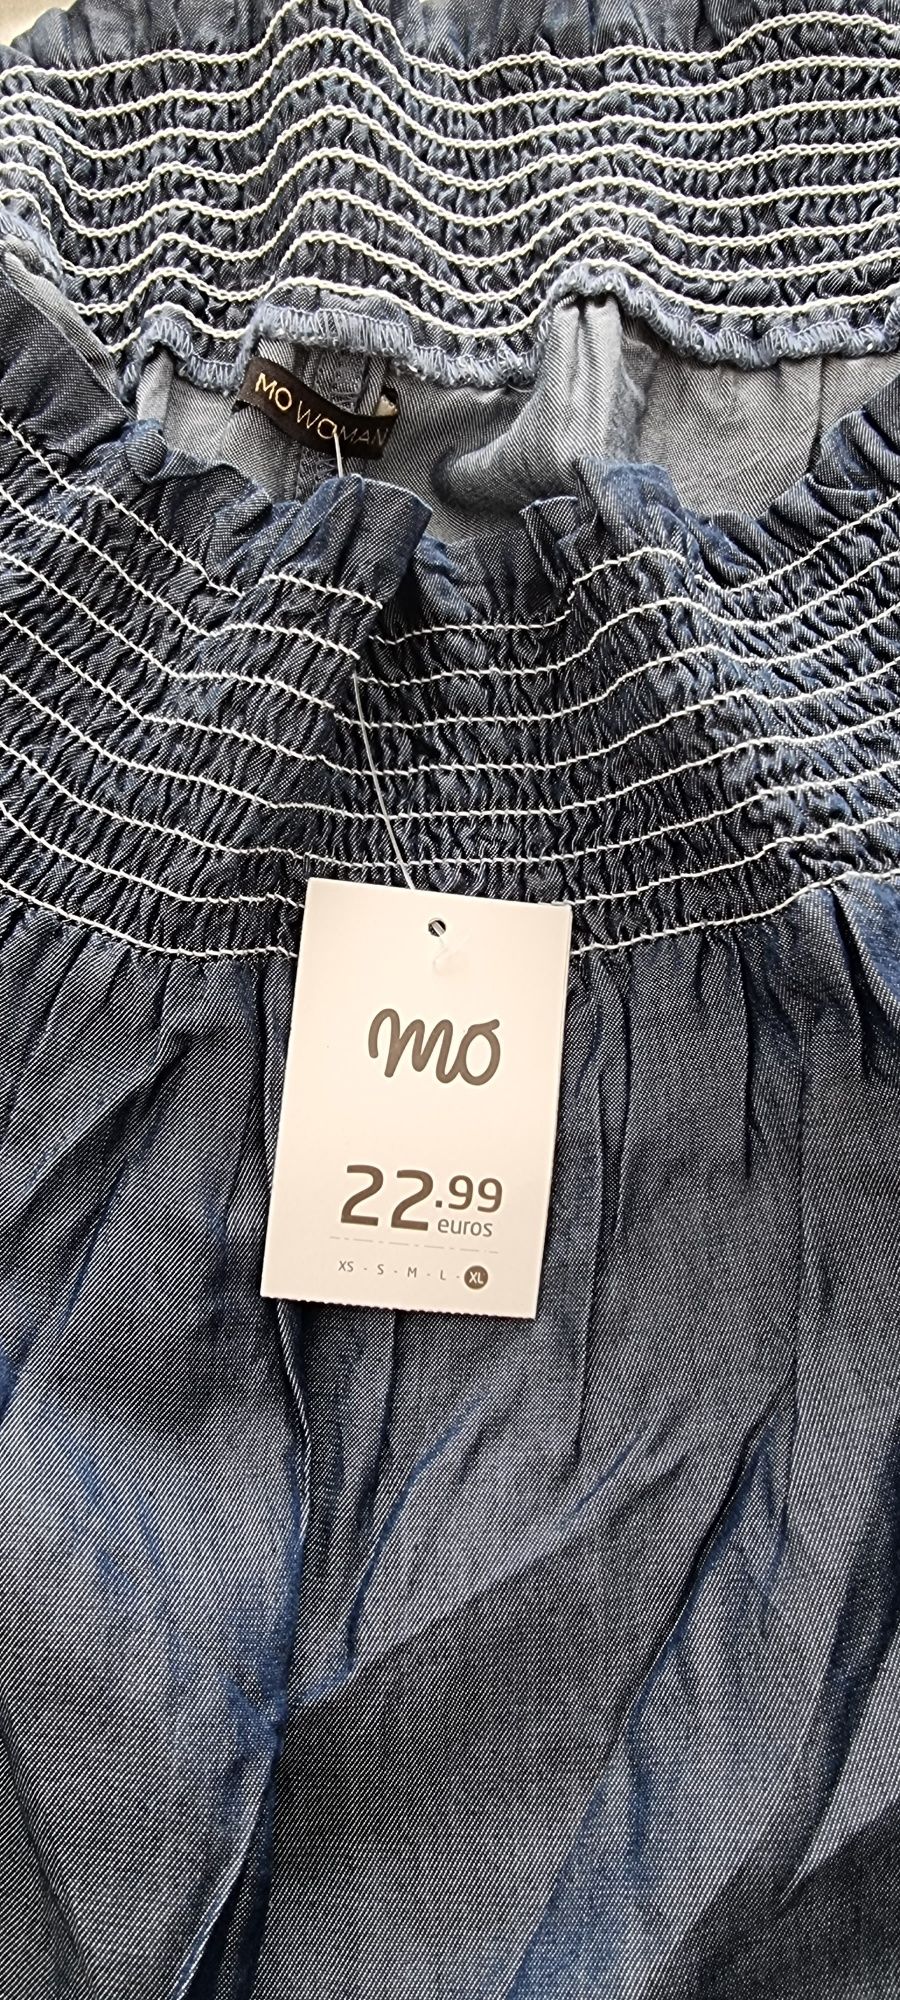 MO WOMAN
mo
22.99
euros
XS - S - M - L - XL